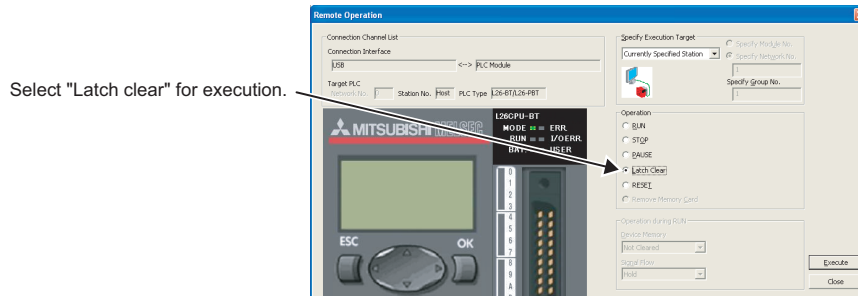 Remote Operation
Connection Channel List
Connection Interface
USB <--> PLC Module
Target PLC
Network No. Station No. Host PLC Type L26-BT/L26-PBT
Specify Execution Target
Currently Specified Station
Specify Module No.
Specify Network No.
1
Specify Group No.
1
Select "Latch clear" for execution.
MITSUBISHI MELSEC
L26CPU-BT
MODE ERR.
RUN I/OERR.
BAT. USER
ESC OK
0
1
2
3
4
5
6
7
8
9
A
Operation
RUN
STOP
PAUSE
Latch Clear
RESET
Remove Memory Card
Operation during RUN
Device Memory
Not Cleared
Signal Flow
Hold
Execute
Close